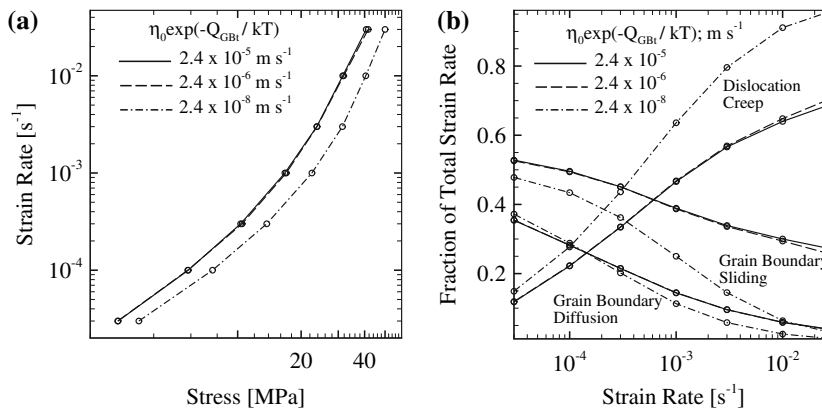 (a)
η₀exp(-Q_GBt / kT)
2.4 x 10⁻⁵ m s⁻¹
2.4 x 10⁻⁶ m s⁻¹
2.4 x 10⁻⁸ m s⁻¹
Strain Rate [s⁻¹]
10⁻²
10⁻³
10⁻⁴
20
40
Stress [MPa]
(b)
η₀exp(-Q_GBt / kT); m s⁻¹
2.4 x 10⁻⁵
2.4 x 10⁻⁶
2.4 x 10⁻⁸
Dislocation
Creep
Grain Boundary
Sliding
Grain Boundary
Diffusion
Fraction of Total Strain Rate
0.8
0.6
0.4
0.2
10⁻⁴
10⁻³
10⁻²
Strain Rate [s⁻¹]